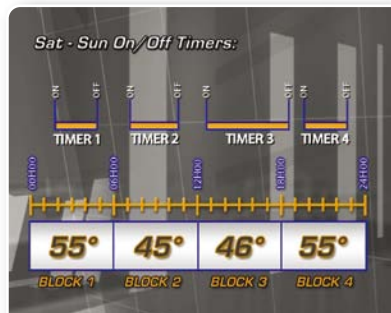 Sat - Sun On/Off Timers:
ON OFF ON OFF ON OFF ON OFF
TIMER 1 TIMER 2 TIMER 3 TIMER 4
00H00 06H00 12H00 18H00 24H00
55° 45° 46° 55°
BLOCK 1 BLOCK 2 BLOCK 3 BLOCK 4